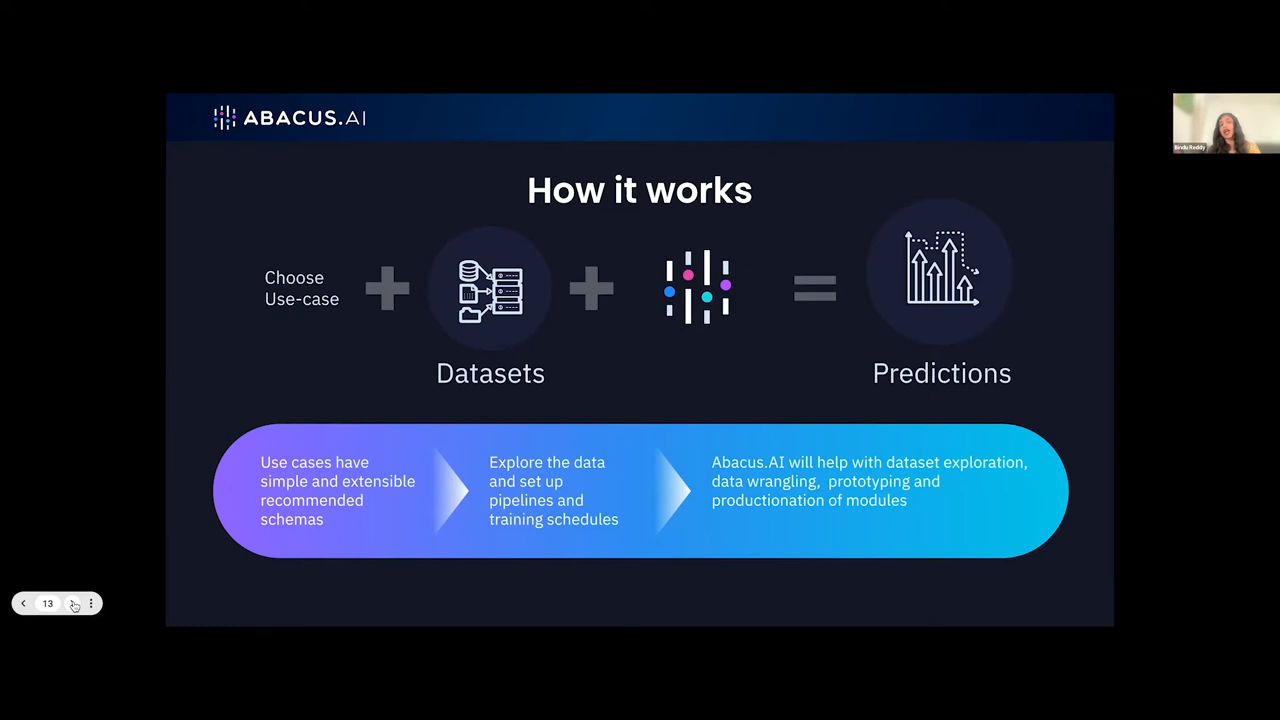 ABACUS.AI
Bindu Reddy
How it works
Choose
Use-case
Datasets
Predictions
Use cases have
simple and extensible
recommended
schemas
Explore the data
and set up
pipelines and
training schedules
Abacus.AI will help with dataset exploration,
data wrangling, prototyping and
productionation of modules
13